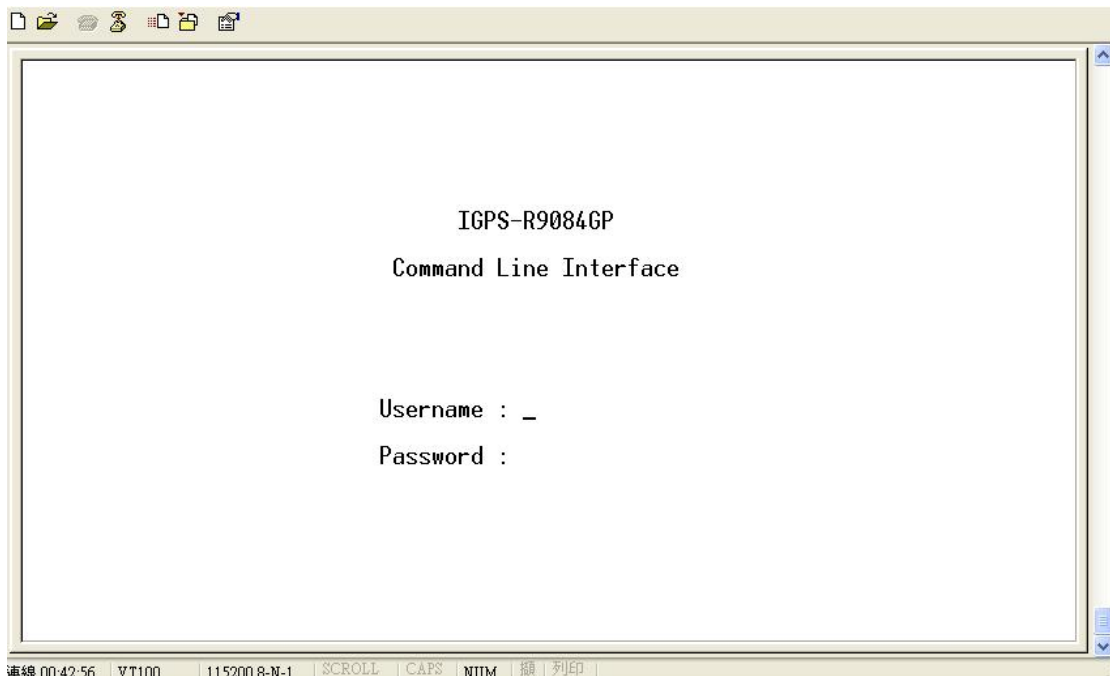 IGPS-R9084GP
Command Line Interface
Username : _
Password :
連線 00:42:56 VT100 115200 8-N-1 SCROLL CAPS NUM 擷 列印